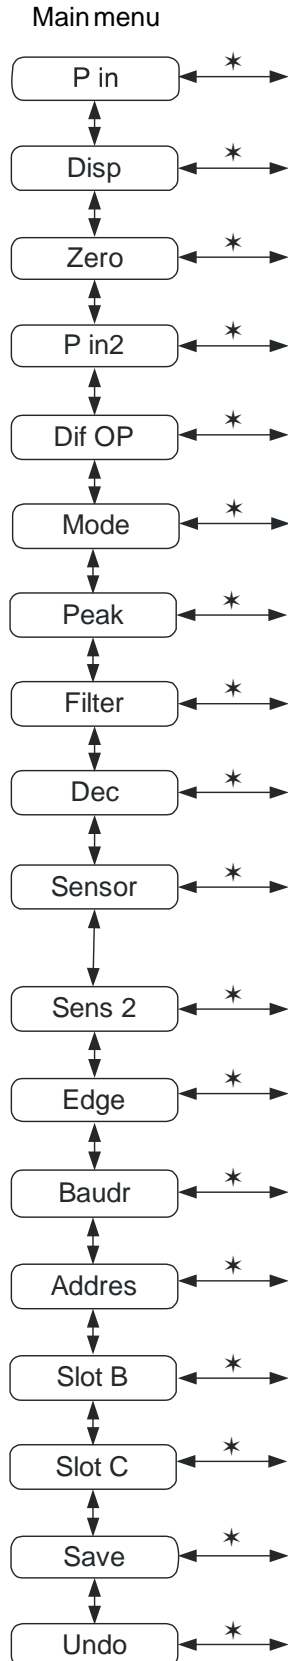 Main menu
P in
✶
Disp
✶
Zero
✶
P in2
✶
Dif OP
✶
Mode
✶
Peak
✶
Filter
✶
Dec
✶
Sensor
✶
Sens 2
✶
Edge
✶
Baudr
✶
Addres
✶
Slot B
✶
Slot C
✶
Save
✶
Undo
✶